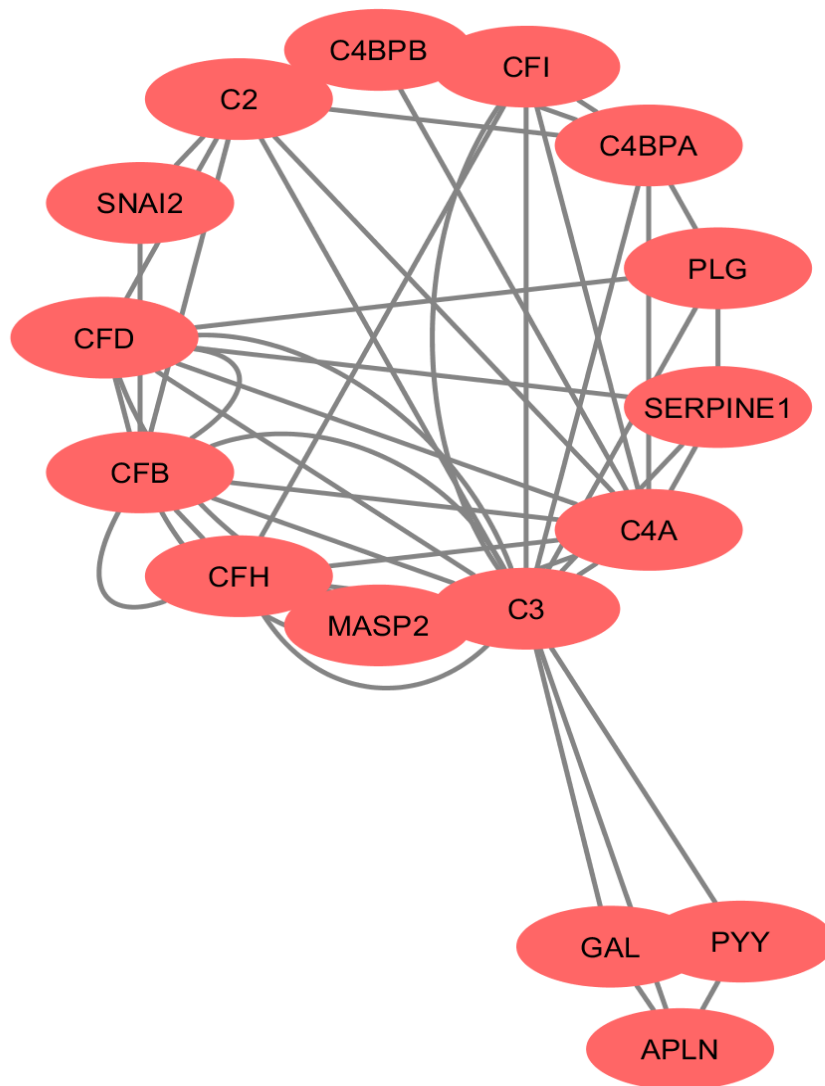 C4BPB
CFI
C2
C4BPA
SNAI2
PLG
CFD
SERPINE1
CFB
C4A
CFH
C3
MASP2
PYY
GAL
APLN